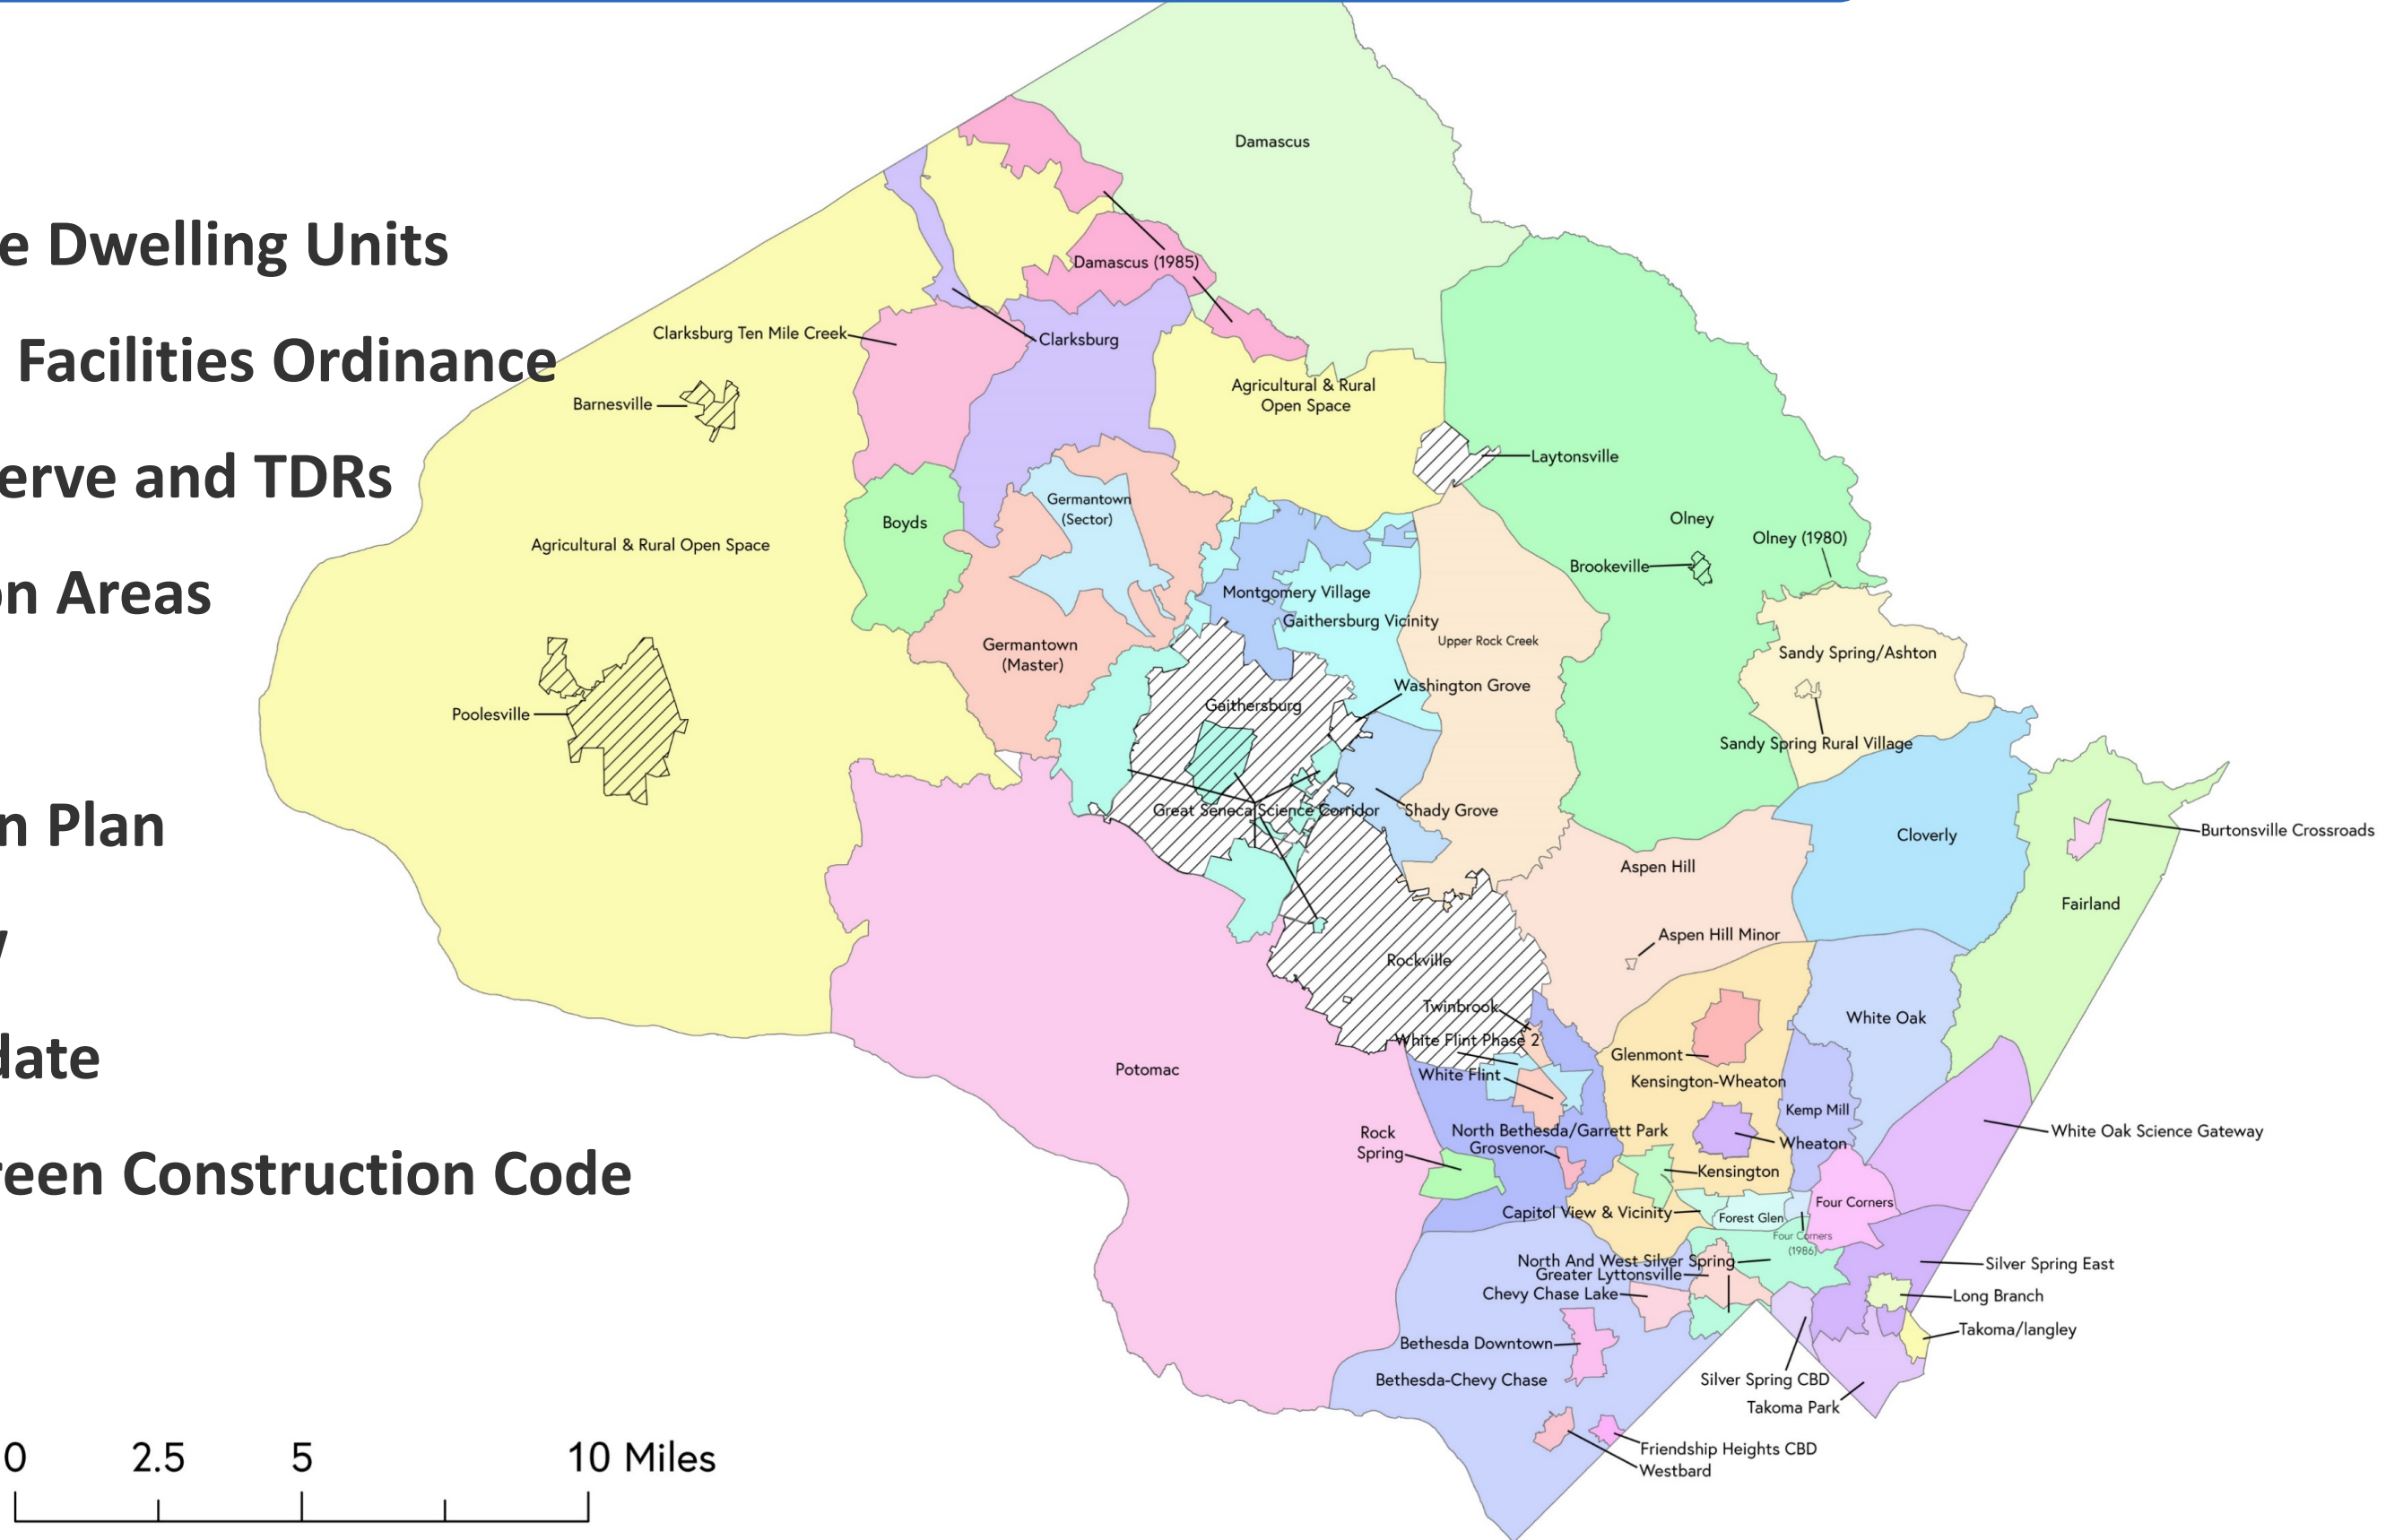 e Dwelling Units
Facilities Ordinance
erve and TDRs
on Areas
n Plan
y
date
reen Construction Code
0 2.5 5 10 Miles
Damascus
Damascus (1985)
Clarksburg Ten Mile Creek
Clarksburg
Agricultural & Rural
Open Space
Barnesville
Laytonsville
Germantown
(Sector)
Boyds
Olney
Olney (1980)
Agricultural & Rural Open Space
Brookeville
Montgomery Village
Gaithersburg Vicinity
Upper Rock Creek
Germantown
(Master)
Sandy Spring/Ashton
Washington Grove
Gaithersburg
Poolesville
Sandy Spring Rural Village
Great Seneca Science Corridor
Shady Grove
Burtonsville Crossroads
Cloverly
Aspen Hill
Fairland
Aspen Hill Minor
Rockville
Twinbrook
White Oak
White Flint Phase 2
Glenmont
Potomac
White Flint
Kensington-Wheaton
Kemp Mill
Rock
Spring
North Bethesda/Garrett Park
White Oak Science Gateway
Wheaton
Grosvenor
Kensington
Four Corners
Capitol View & Vicinity
Forest Glen
Four Corners
(1986)
North And West Silver Spring
Silver Spring East
Greater Lyttonsville
Chevy Chase Lake
Long Branch
Takoma/langley
Bethesda Downtown
Bethesda-Chevy Chase
Silver Spring CBD
Takoma Park
Friendship Heights CBD
Westbard